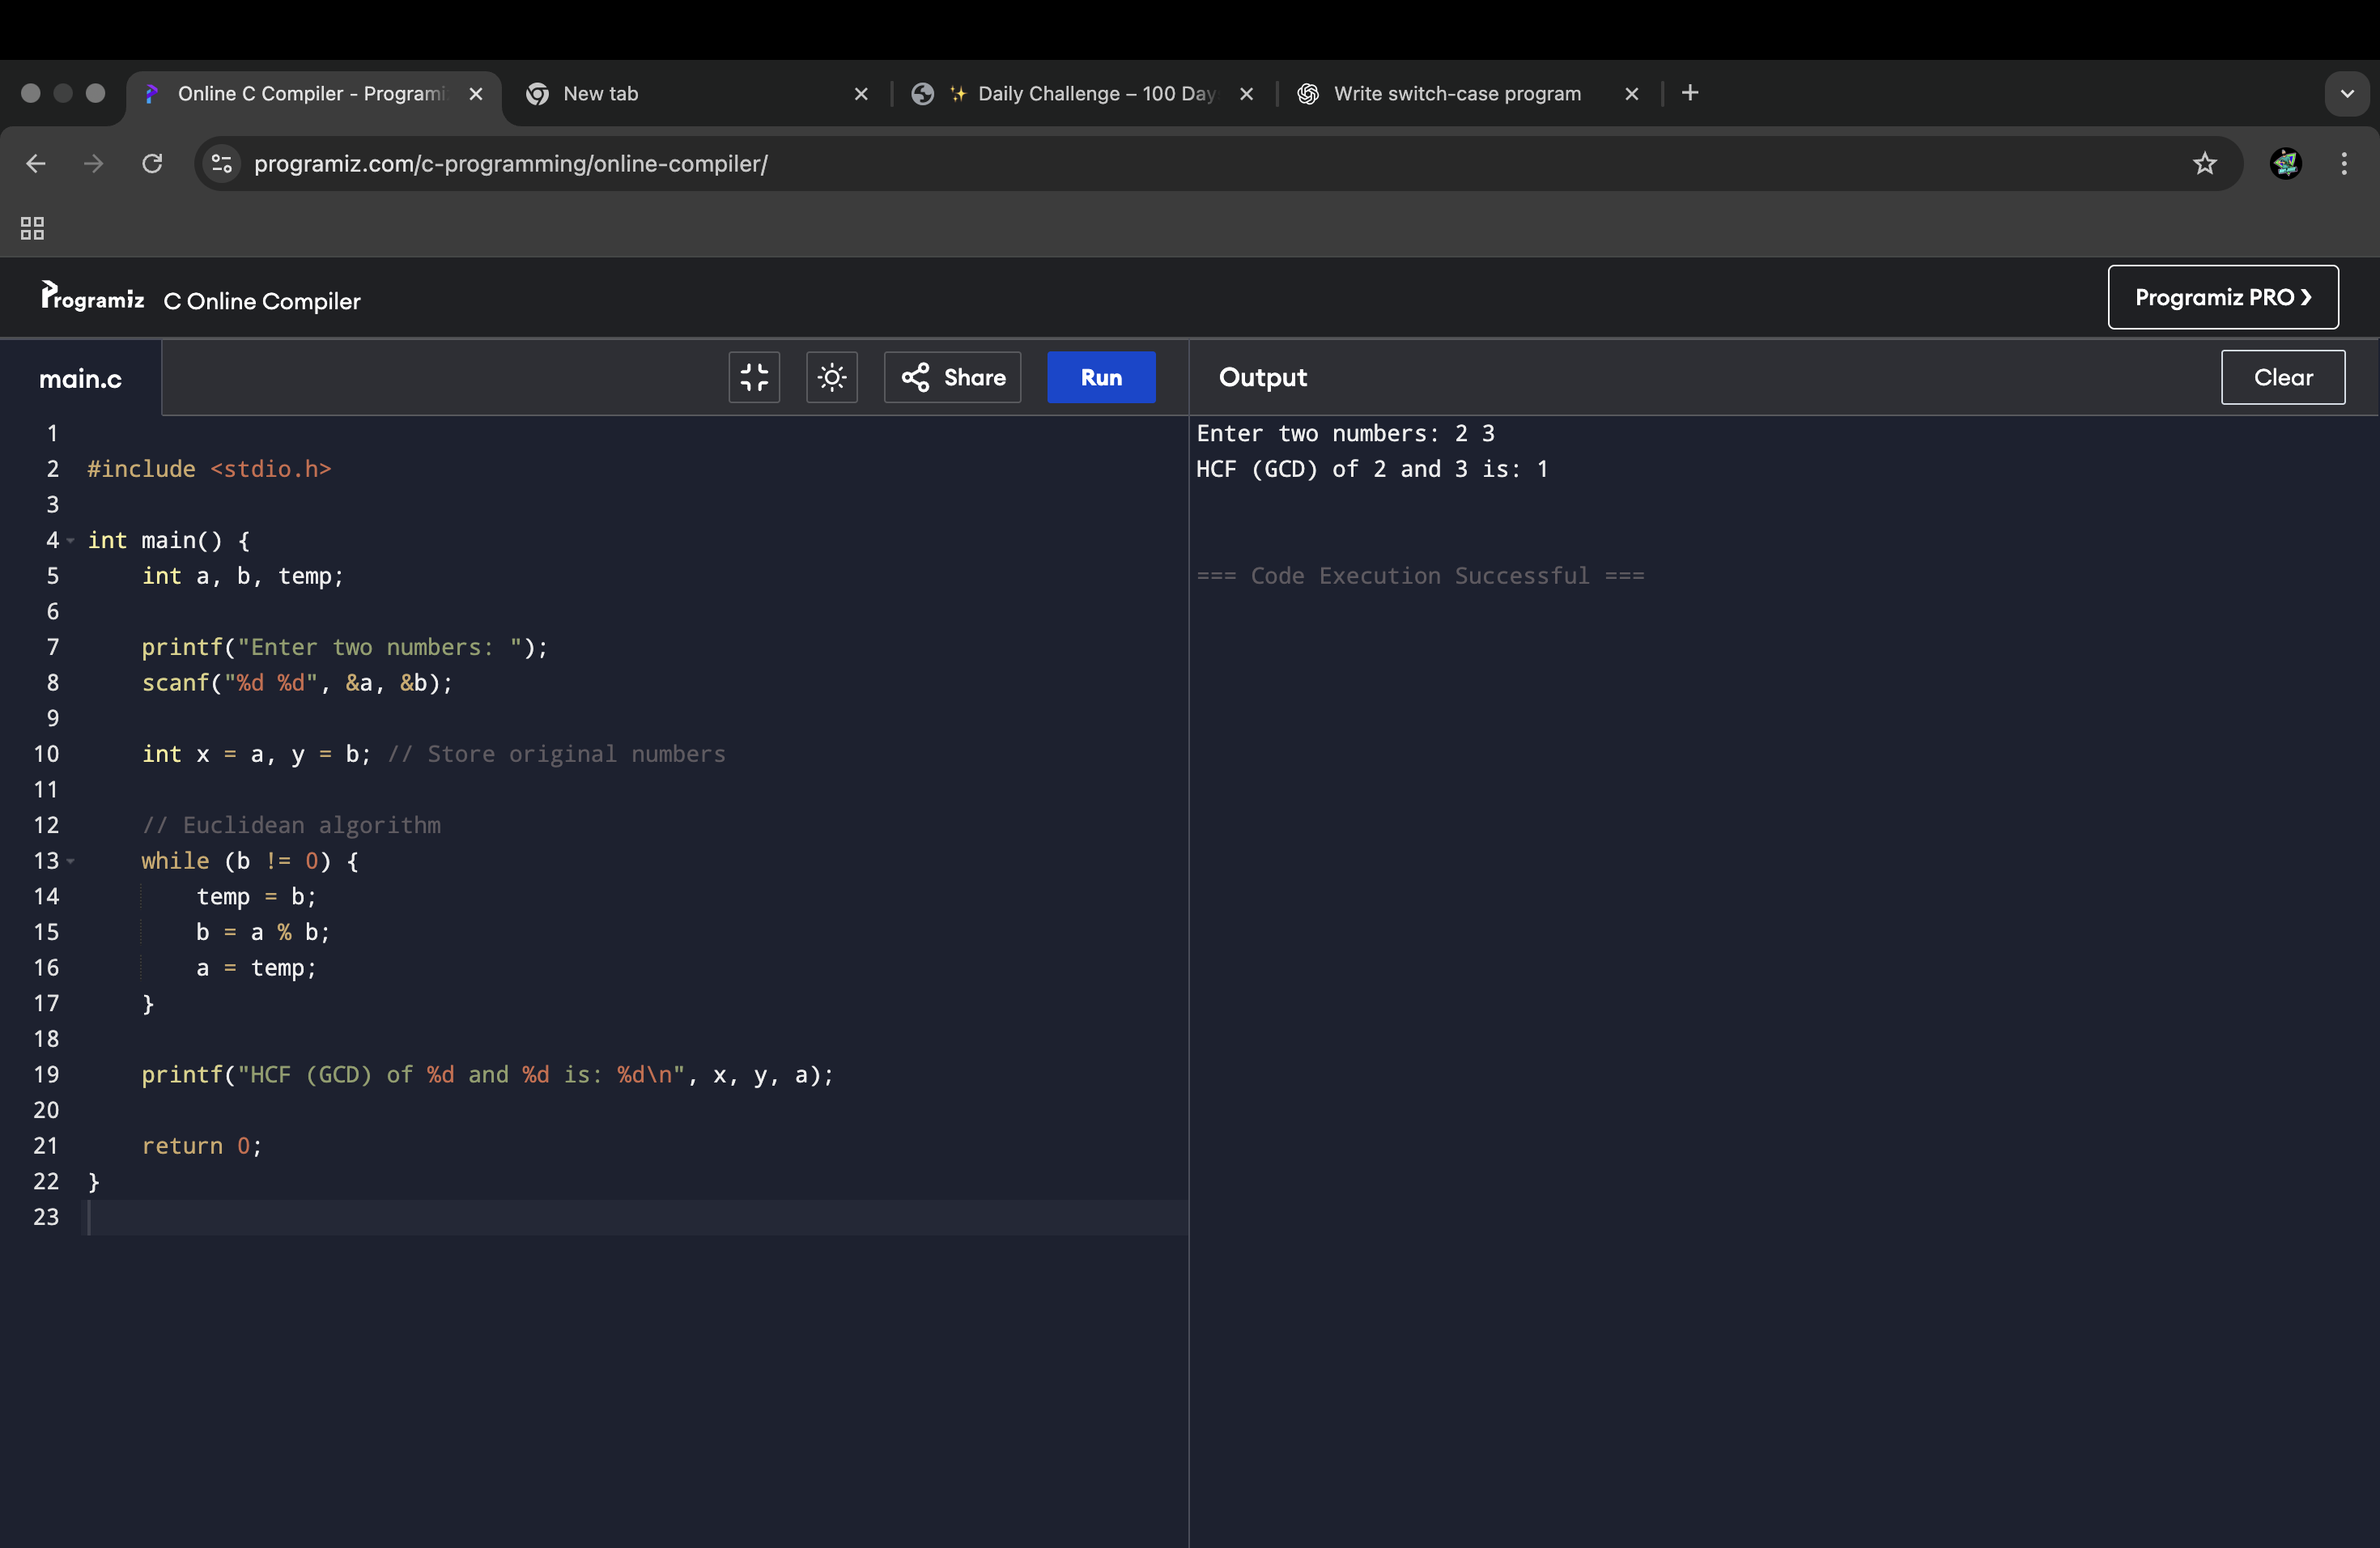 Online C Compiler - Programi
New tab
✨ Daily Challenge – 100 Day
Write switch-case program
programiz.com/c-programming/online-compiler/
Programiz C Online Compiler
Programiz PRO ❯
main.c
Share
Run
Output
Clear
1
2 #include <stdio.h>
3
4 int main() {
5     int a, b, temp;
6
7     printf("Enter two numbers: ");
8     scanf("%d %d", &a, &b);
9
10     int x = a, y = b; // Store original numbers
11
12     // Euclidean algorithm
13     while (b != 0) {
14         temp = b;
15         b = a % b;
16         a = temp;
17     }
18
19     printf("HCF (GCD) of %d and %d is: %d\n", x, y, a);
20
21     return 0;
22 }
23
Enter two numbers: 2 3
HCF (GCD) of 2 and 3 is: 1
=== Code Execution Successful ===